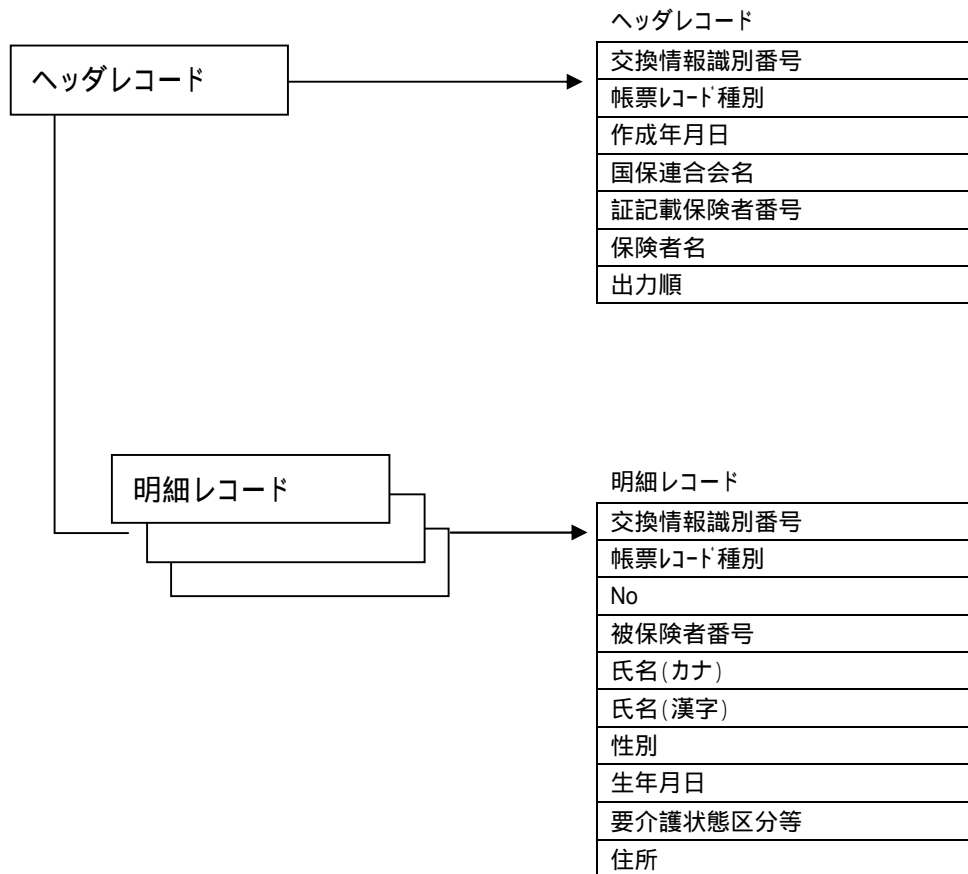 ヘッダレコード
ヘッダレコード
交換情報識別番号
帳票ﾚｺｰﾄﾞ種別
作成年月日
国保連合会名
証記載保険者番号
保険者名
出力順
明細レコード
明細レコード
交換情報識別番号
帳票ﾚｺｰﾄﾞ種別
No
被保険者番号
氏名(カナ)
氏名(漢字)
性別
生年月日
要介護状態区分等
住所